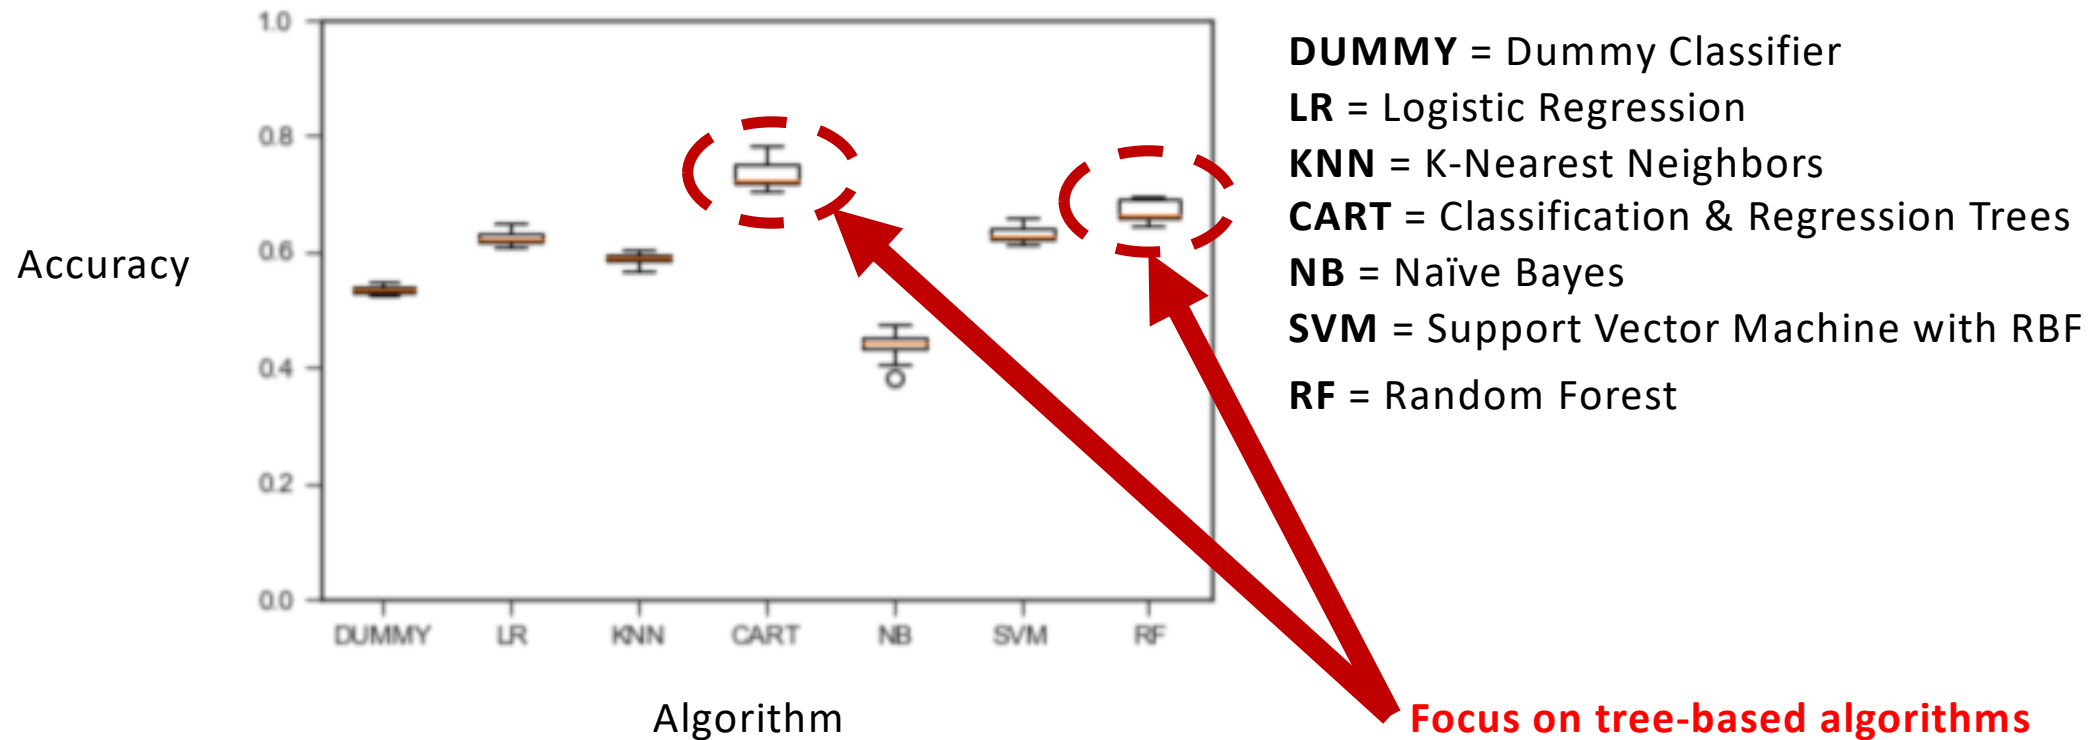 1.0
0.8
0.6
0.4
0.2
0.0
Accuracy
DUMMY LR KNN CART NB SVM RF
Algorithm
DUMMY = Dummy Classifier
LR = Logistic Regression
KNN = K-Nearest Neighbors
CART = Classification & Regression Trees
NB = Naïve Bayes
SVM = Support Vector Machine with RBF
RF = Random Forest
Focus on tree-based algorithms